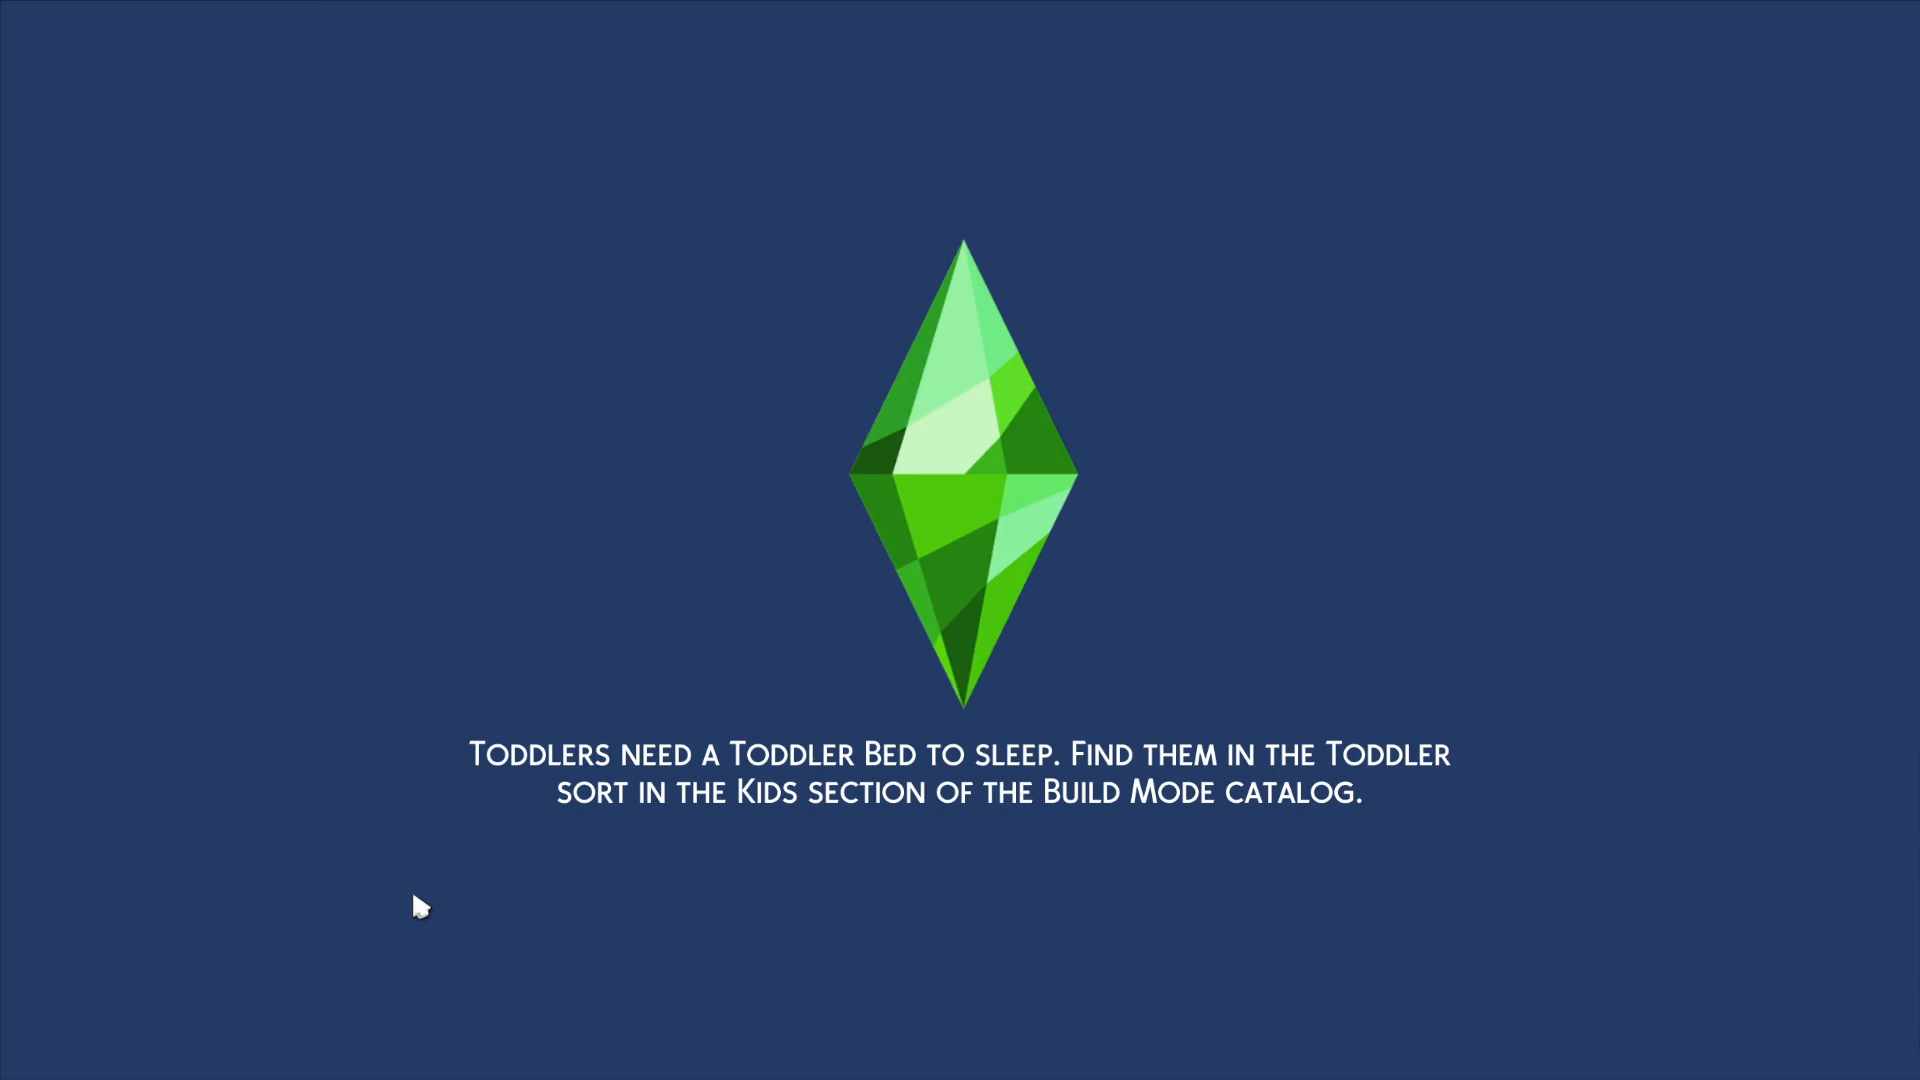 Toddlers need a Toddler Bed to sleep. Find them in the Toddler
sort in the Kids section of the Build Mode catalog.